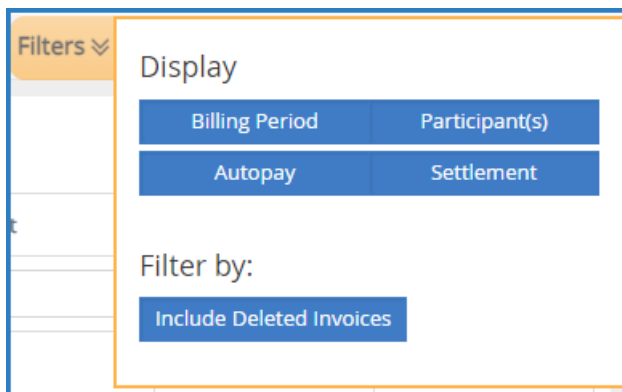 Filters
Display
Billing Period Participant(s)
Autopay Settlement
t
Filter by:
Include Deleted Invoices